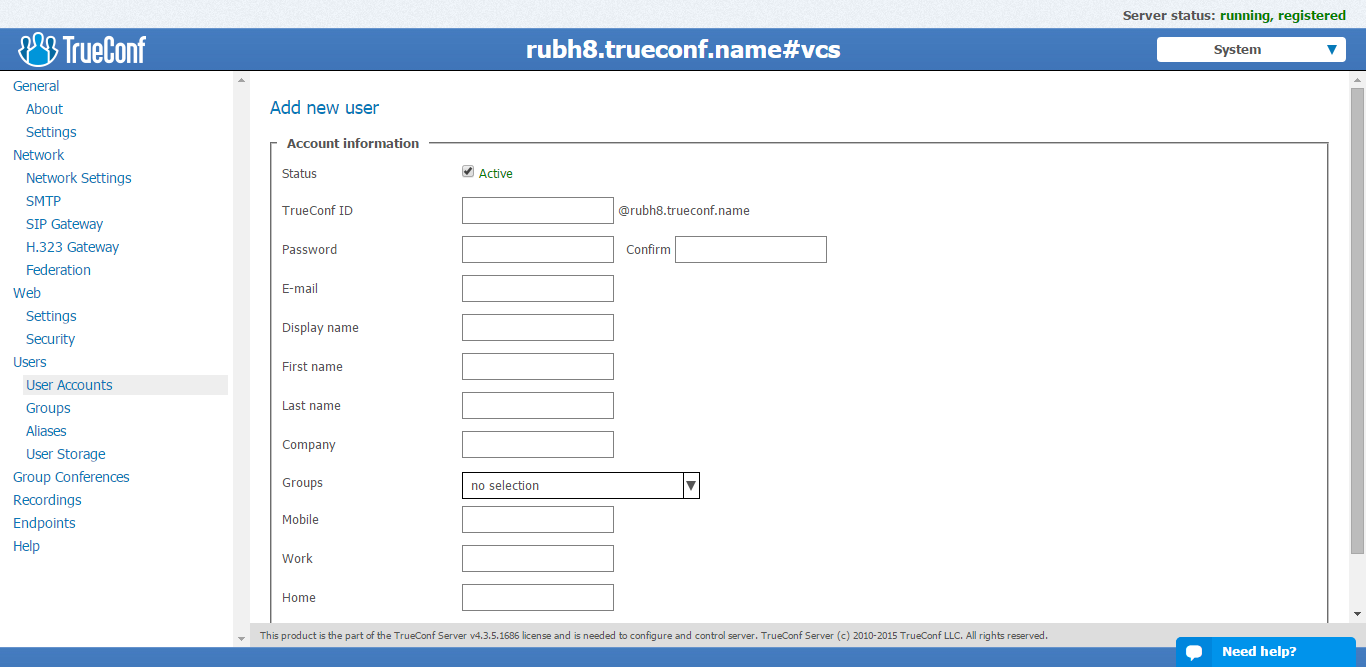 Server status: running, registered
TrueConf
rubh8.trueconf.name#vcs
System
General
About
Settings
Network
Network Settings
SMTP
SIP Gateway
H.323 Gateway
Federation
Web
Settings
Security
Users
User Accounts
Groups
Aliases
User Storage
Group Conferences
Recordings
Endpoints
Help
Add new user
Account information
Status Active
TrueConf ID @rubh8.trueconf.name
Password Confirm
E-mail
Display name
First name
Last name
Company
Groups no selection
Mobile
Work
Home
This product is the part of the TrueConf Server v4.3.5.1686 license and is needed to configure and control server. TrueConf Server (c) 2010-2015 TrueConf LLC. All rights reserved.
Need help?